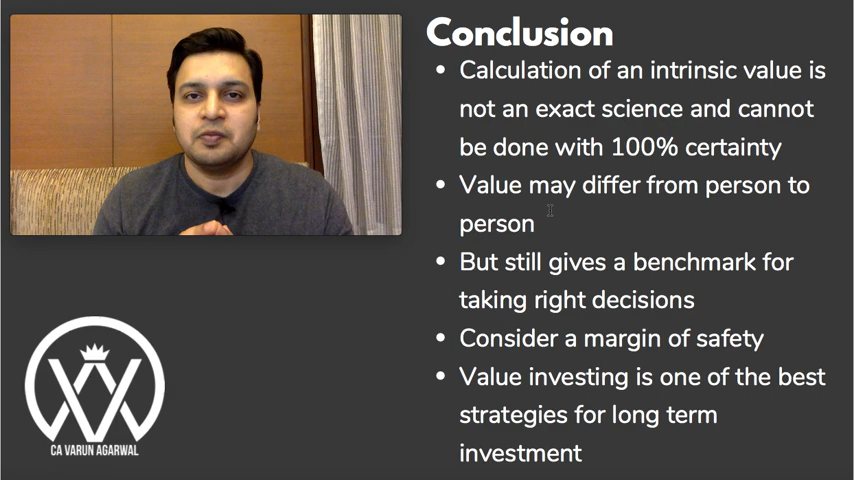 Conclusion
• Calculation of an intrinsic value is
not an exact science and cannot
be done with 100% certainty
• Value may differ from person to
person
• But still gives a benchmark for
taking right decisions
• Consider a margin of safety
• Value investing is one of the best
strategies for long term
investment
CA VARUN AGARWAL